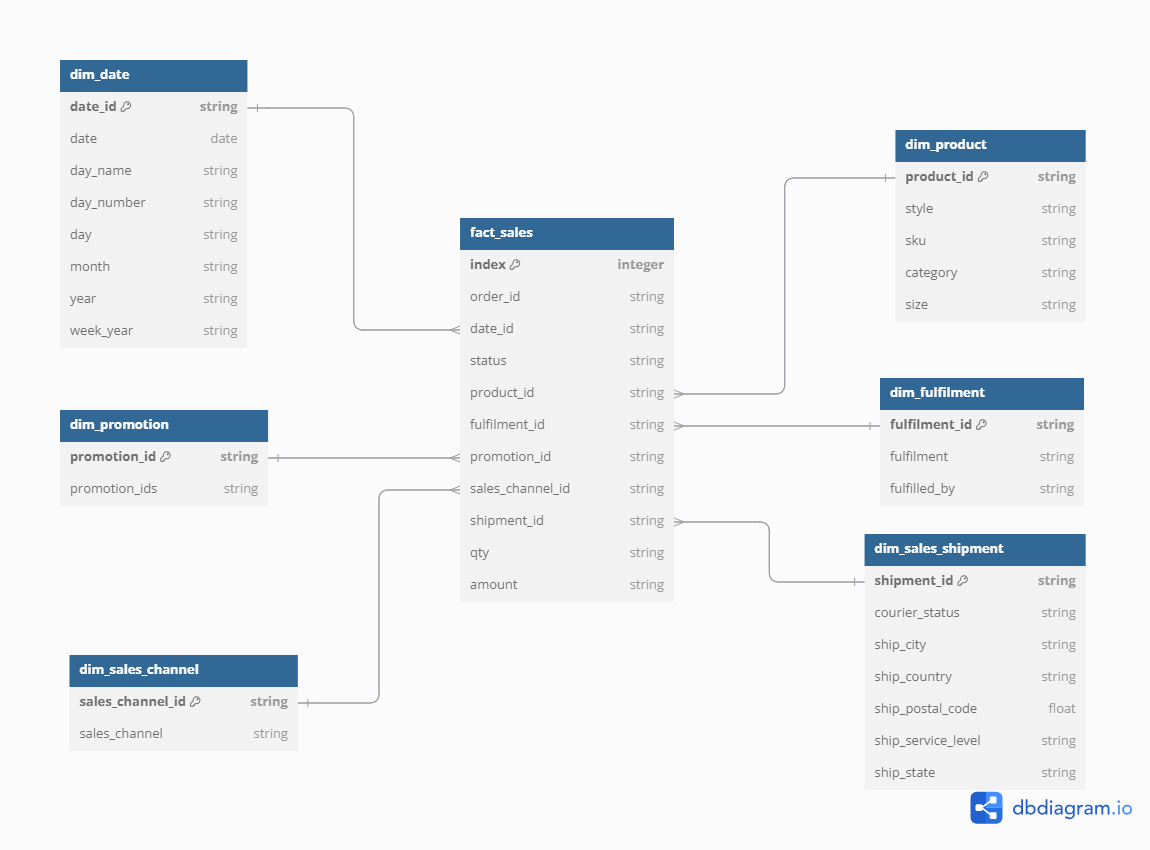 dim_date
date_id string
date date
day_name string
day_number string
day string
month string
year string
week_year string
dim_promotion
promotion_id string
promotion_ids string
dim_sales_channel
sales_channel_id string
sales_channel string
fact_sales
index integer
order_id string
date_id string
status string
product_id string
fulfilment_id string
promotion_id string
sales_channel_id string
shipment_id string
qty string
amount string
dim_product
product_id string
style string
sku string
category string
size string
dim_fulfilment
fulfilment_id string
fulfilment string
fulfilled_by string
dim_sales_shipment
shipment_id string
courier_status string
ship_city string
ship_country string
ship_postal_code float
ship_service_level string
ship_state string
dbdiagram.io